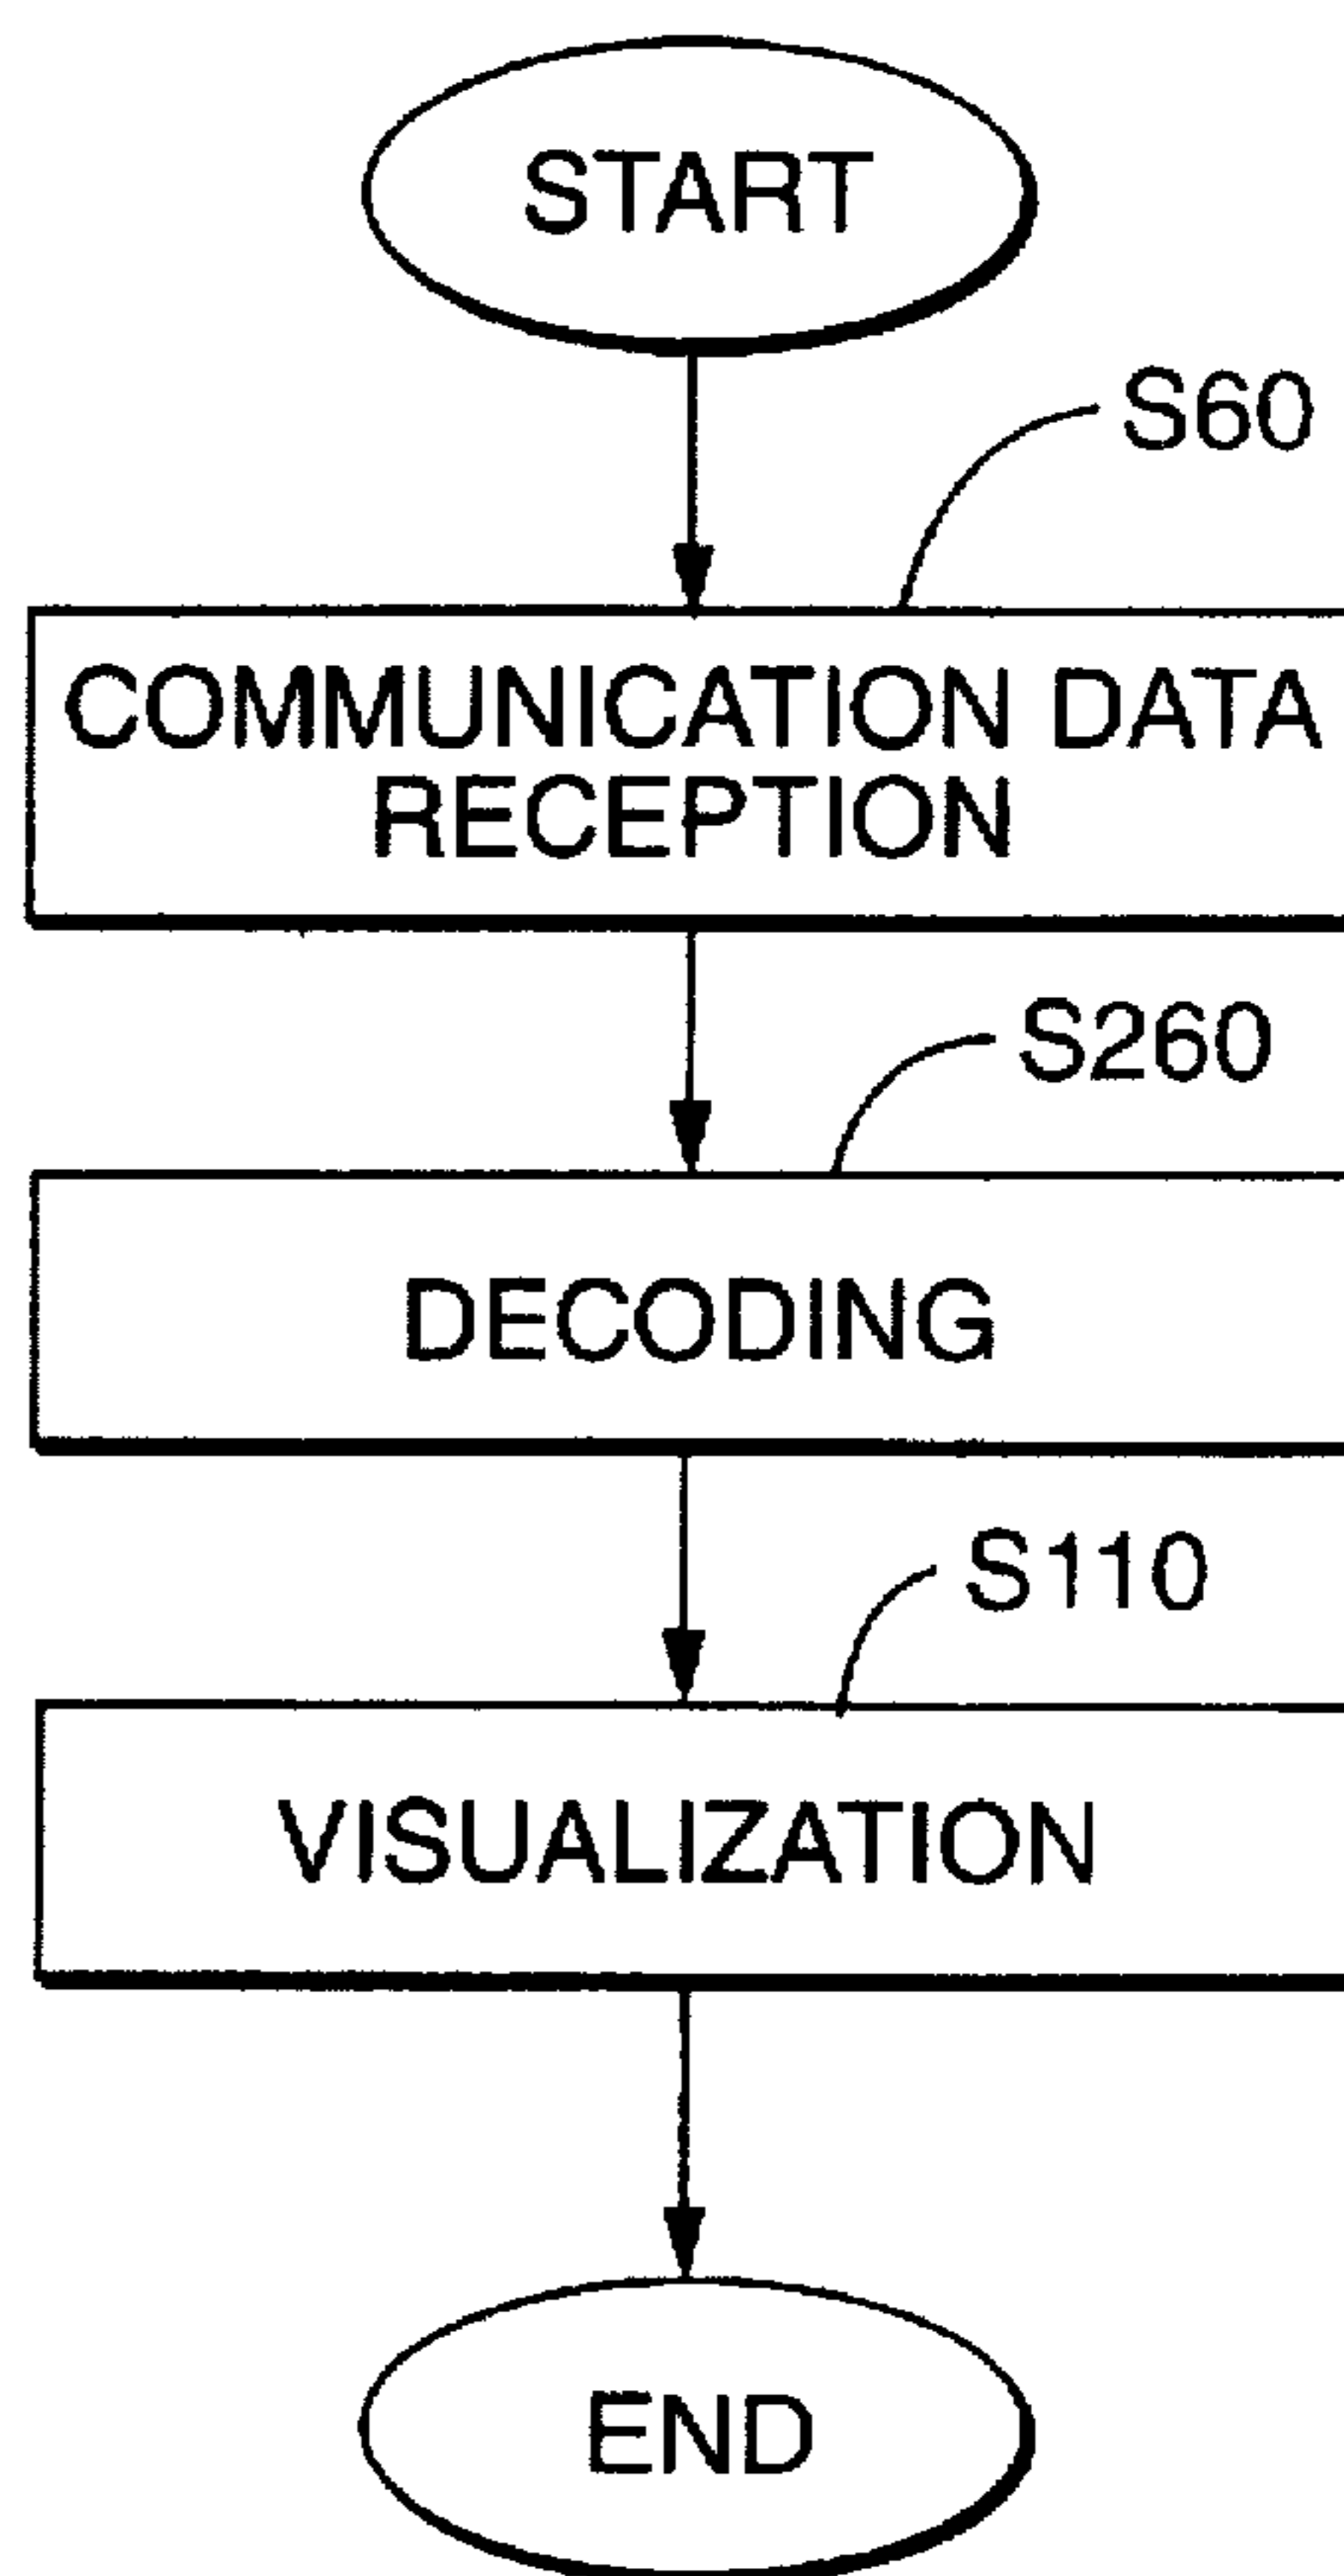 START
S60
COMMUNICATION DATA
RECEPTION
S260
DECODING
S110
VISUALIZATION
END